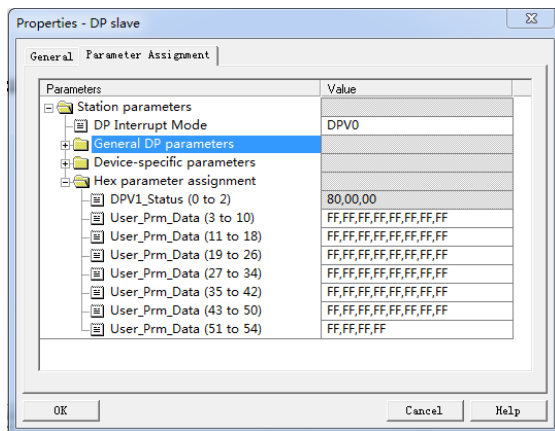 Properties - DP slave
General Parameter Assignment
Parameters Value
Station parameters
DP Interrupt Mode DPV0
General DP parameters
Device-specific parameters
Hex parameter assignment
DPV1_Status (0 to 2) 80,00,00
User_Prm_Data (3 to 10) FF,FF,FF,FF,FF,FF,FF,FF
User_Prm_Data (11 to 18) FF,FF,FF,FF,FF,FF,FF,FF
User_Prm_Data (19 to 26) FF,FF,FF,FF,FF,FF,FF,FF
User_Prm_Data (27 to 34) FF,FF,FF,FF,FF,FF,FF,FF
User_Prm_Data (35 to 42) FF,FF,FF,FF,FF,FF,FF,FF
User_Prm_Data (43 to 50) FF,FF,FF,FF,FF,FF,FF,FF
User_Prm_Data (51 to 54) FF,FF,FF,FF
OK Cancel Help